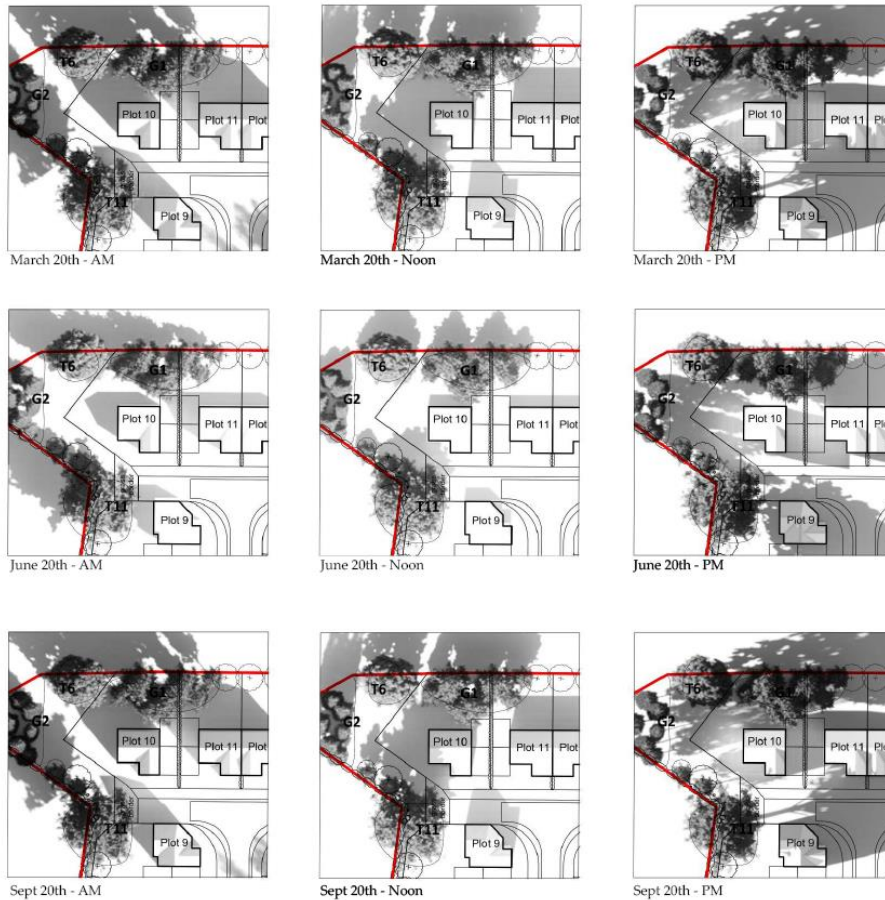 T6
G1
G2
Plot 10
Plot 11
Plot
T11
Plot 9
March 20th - AM
T6
G1
G2
Plot 10
Plot 11
Plot
T11
Plot 9
March 20th - Noon
T6
G1
G2
Plot 10
Plot 11
Plot
T11
Plot 9
March 20th - PM
T6
G1
G2
Plot 10
Plot 11
Plot
T11
Plot 9
June 20th - AM
T6
G1
G2
Plot 10
Plot 11
Plot
T11
Plot 9
June 20th - Noon
T6
G1
G2
Plot 10
Plot 11
Plot
T11
Plot 9
June 20th - PM
T6
G1
G2
Plot 10
Plot 11
Plot
T11
Plot 9
Sept 20th - AM
T6
G1
G2
Plot 10
Plot 11
Plot
T11
Plot 9
Sept 20th - Noon
T6
G1
G2
Plot 10
Plot 11
Plot
T11
Plot 9
Sept 20th - PM